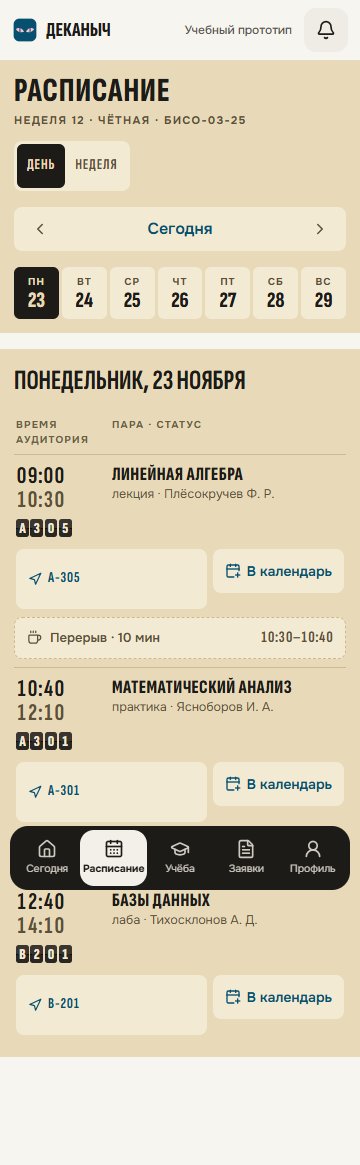 ДЕКАНЫЧ
Учебный прототип
РАСПИСАНИЕ
НЕДЕЛЯ 12 · ЧЁТНАЯ · БИСО-03-25
ДЕНЬ НЕДЕЛЯ
Сегодня
ПН ВТ СР ЧТ ПТ СБ ВС
23 24 25 26 27 28 29
ПОНЕДЕЛЬНИК, 23 НОЯБРЯ
ВРЕМЯ ПАРА · СТАТУС
АУДИТОРИЯ
09:00 ЛИНЕЙНАЯ АЛГЕБРА
10:30 лекция · Плёсокручев Ф. Р.
А305
А-305 В календарь
Перерыв · 10 мин 10:30–10:40
10:40 МАТЕМАТИЧЕСКИЙ АНАЛИЗ
12:10 практика · Ясноборов И. А.
А301
А-301 В календарь
Сегодня Расписание Учёба Заявки Профиль
12:40 БАЗЫ ДАННЫХ
14:10 лаба · Тихосклонов А. Д.
В201
В-201 В календарь